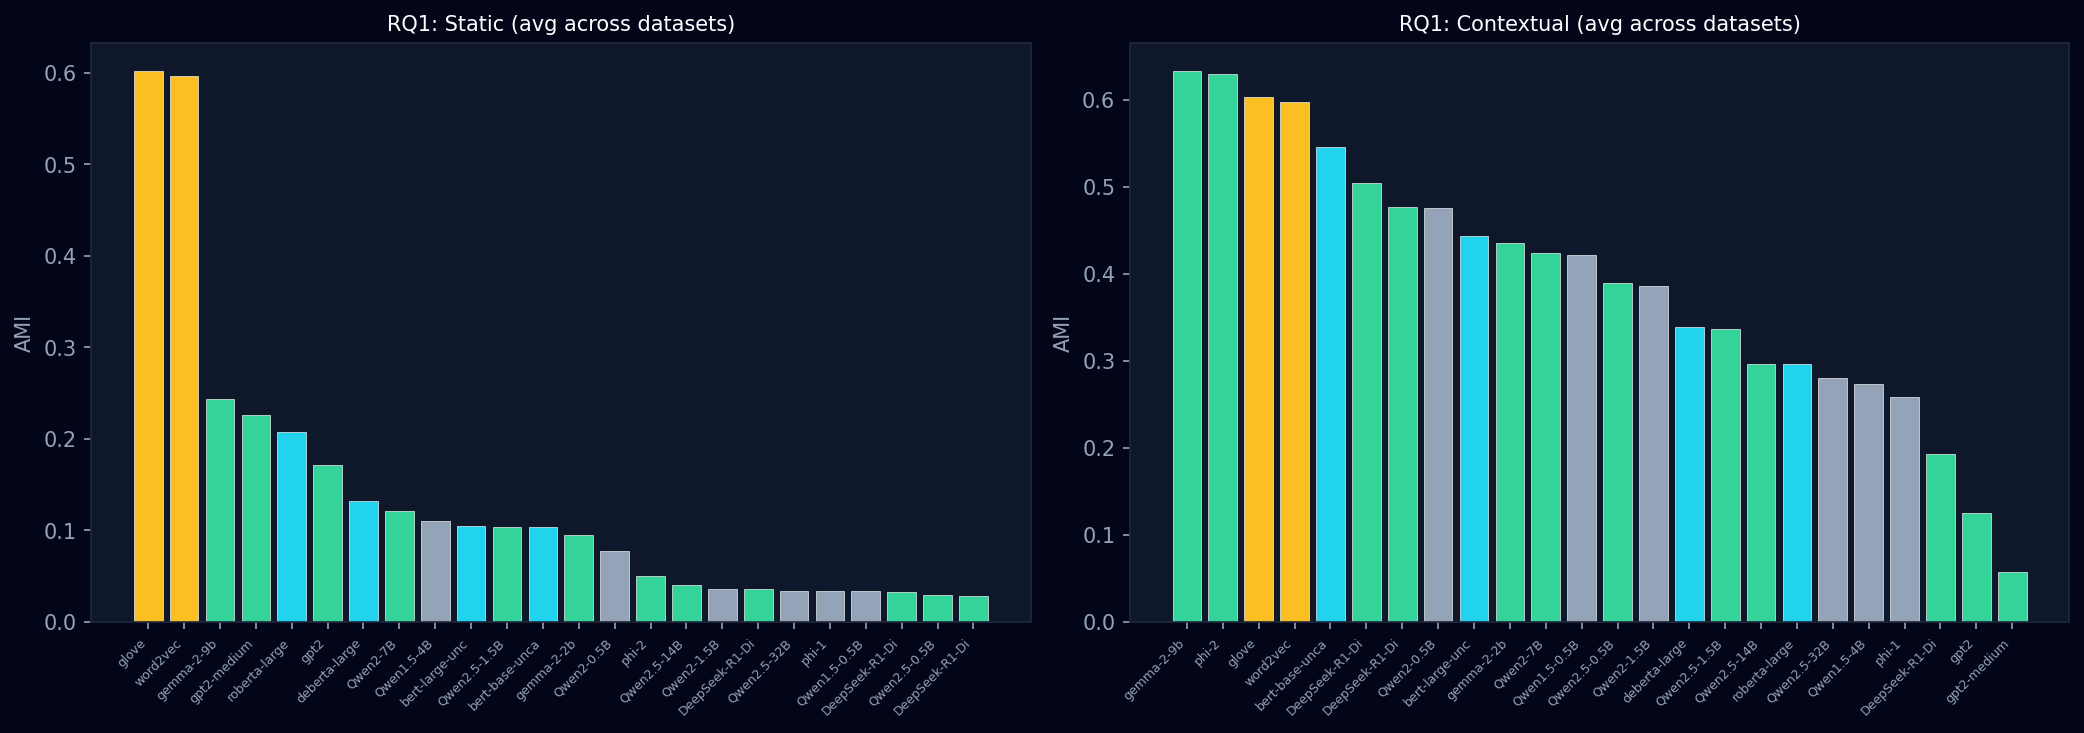 RQ1: Static (avg across datasets)
AMI
0.6
0.5
0.4
0.3
0.2
0.1
0.0
glove
word2vec
gemma-2-9b
gpt2-medium
roberta-large
gpt2
deberta-large
Qwen2-7B
Qwen1.5-4B
bert-large-unc
Qwen2.5-1.5B
bert-base-unca
gemma-2-2b
Qwen2-0.5B
phi-2
Qwen2.5-14B
Qwen2-1.5B
DeepSeek-R1-Di
Qwen2.5-32B
phi-1
Qwen1.5-0.5B
DeepSeek-R1-Di
Qwen2.5-0.5B
DeepSeek-R1-Di
RQ1: Contextual (avg across datasets)
AMI
0.6
0.5
0.4
0.3
0.2
0.1
0.0
gemma-2-9b
phi-2
glove
word2vec
bert-base-unca
DeepSeek-R1-Di
DeepSeek-R1-Di
Qwen2-0.5B
bert-large-unc
gemma-2-2b
Qwen2-7B
Qwen1.5-0.5B
Qwen2.5-0.5B
Qwen2-1.5B
deberta-large
Qwen2.5-1.5B
Qwen2.5-14B
roberta-large
Qwen2.5-32B
Qwen1.5-4B
phi-1
DeepSeek-R1-Di
gpt2
gpt2-medium